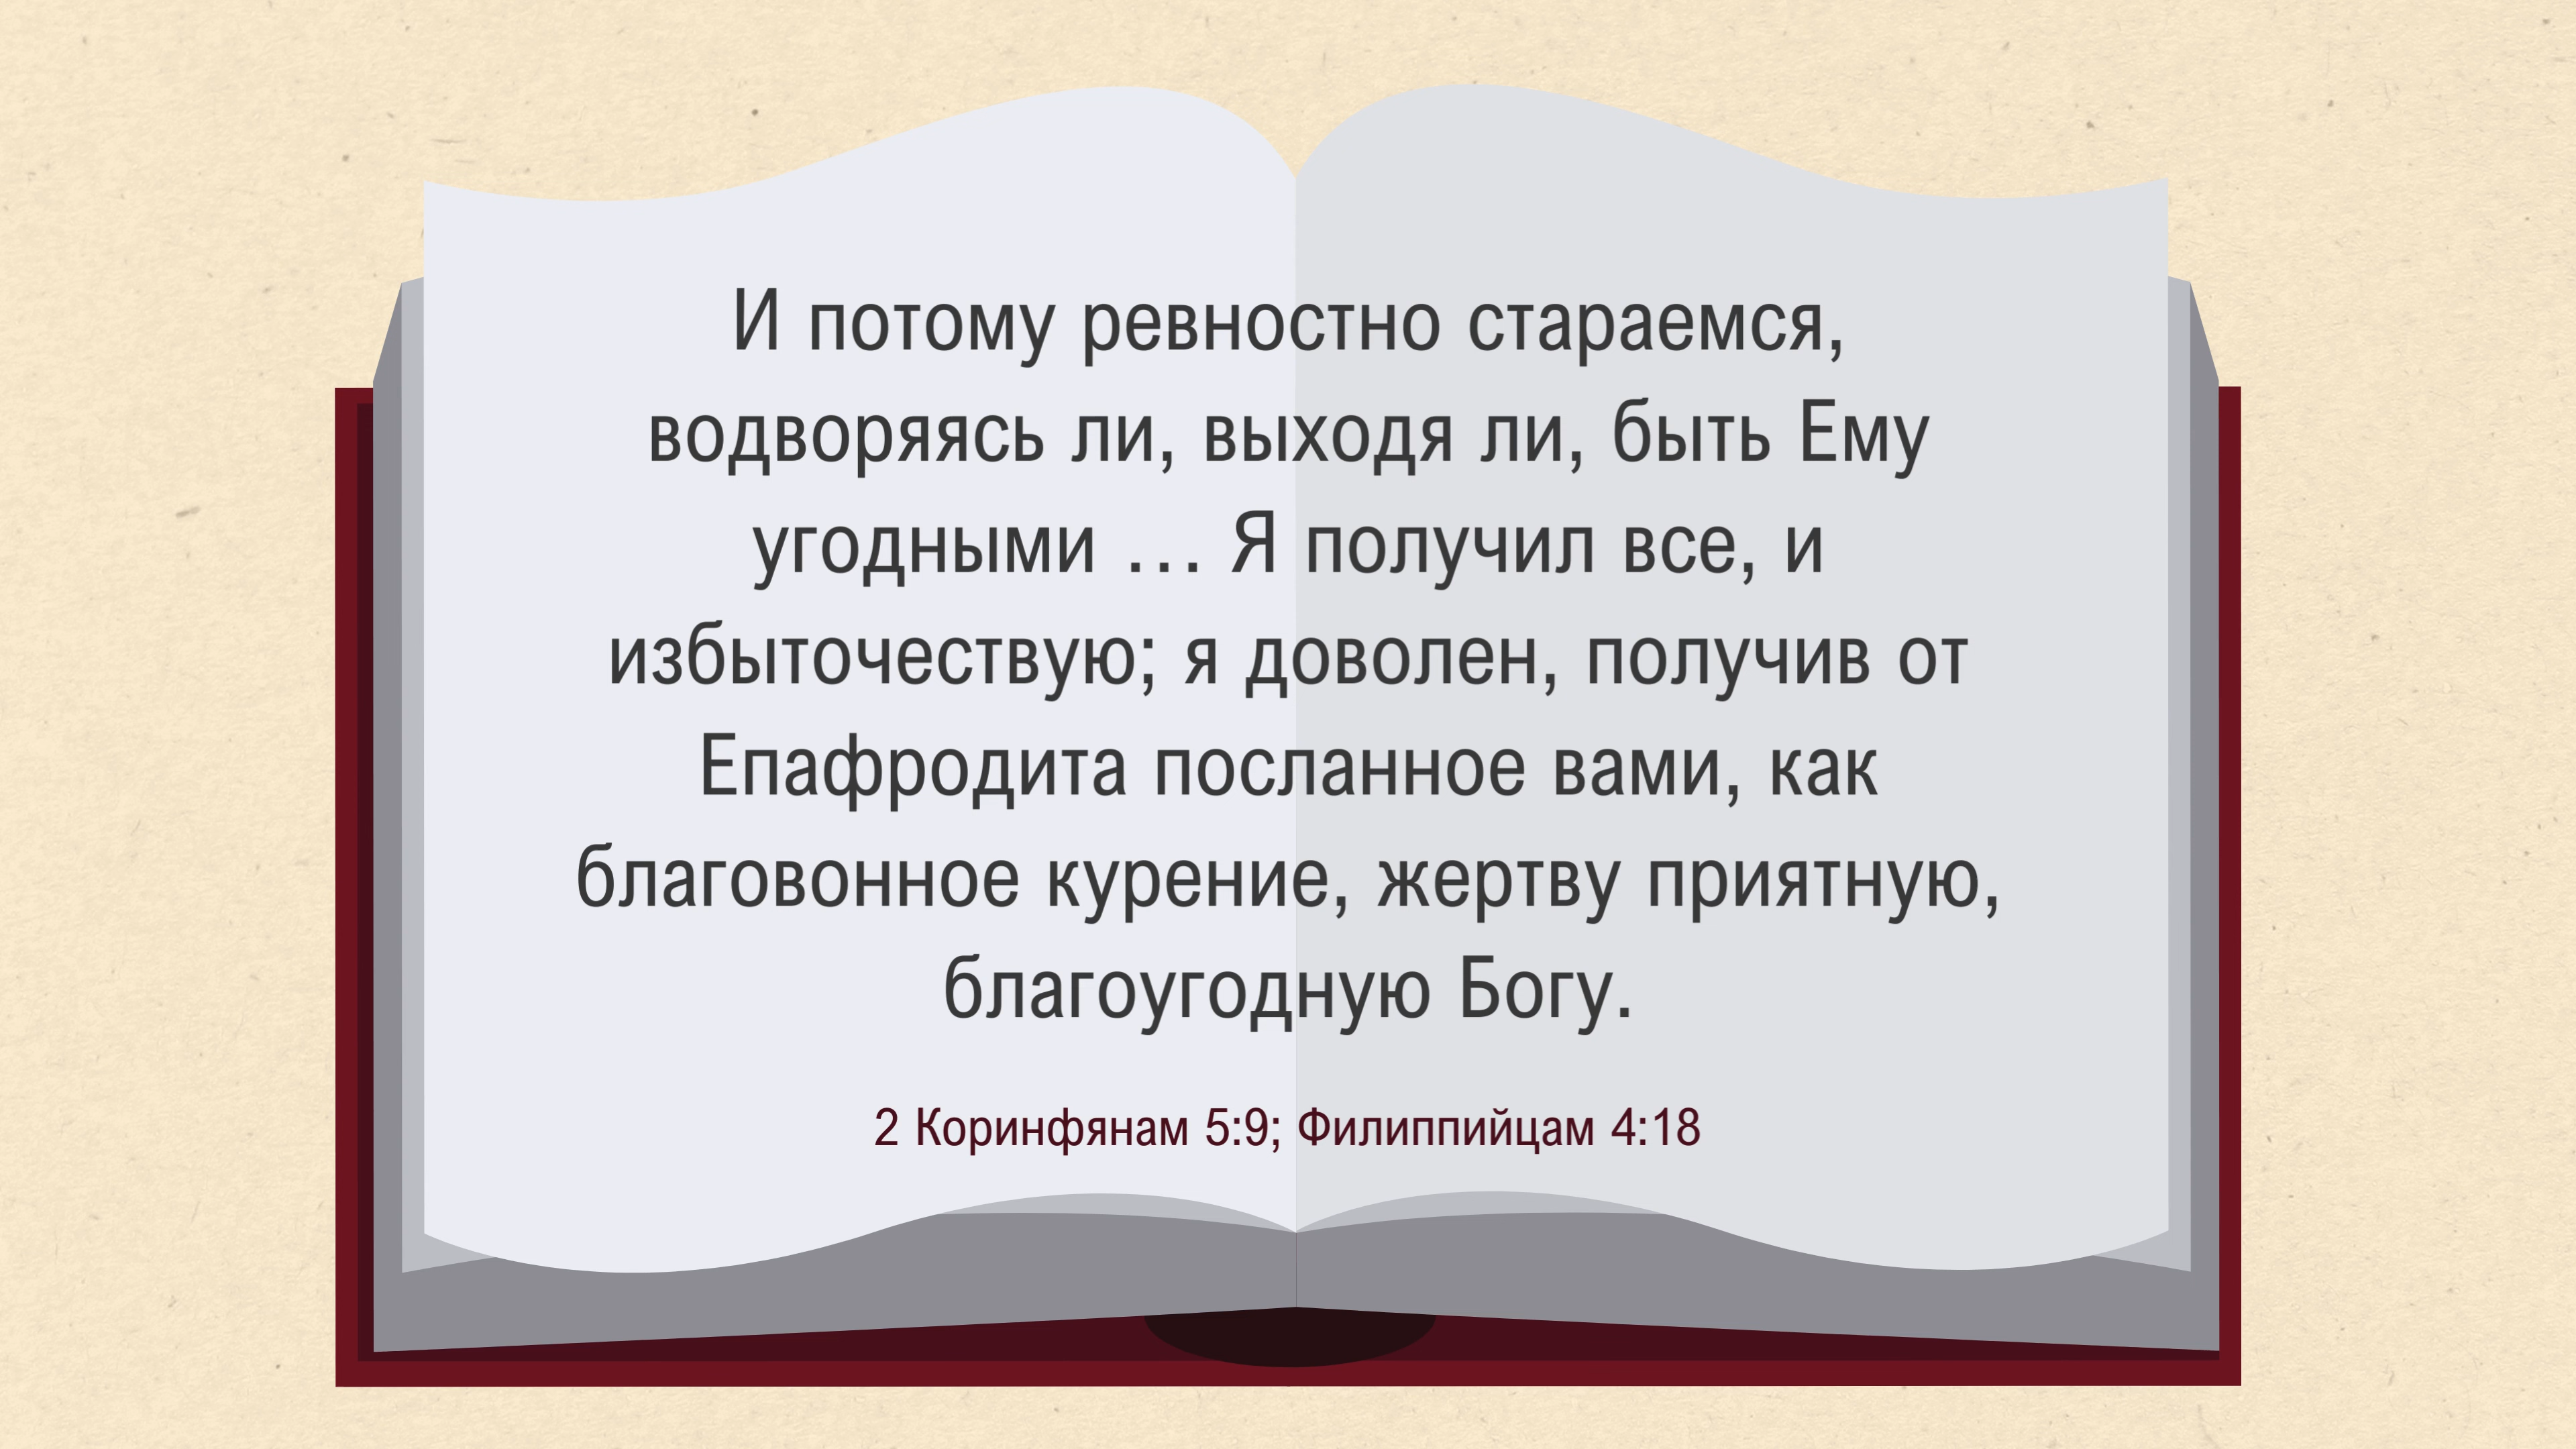 И потому ревностно стараемся,
водворяясь ли, выходя ли, быть Ему
угодными … Я получил все, и
избыточествую; я доволен, получив от
Епафродита посланное вами, как
благовонное курение, жертву приятную,
благоугодную Богу.
2 Коринфянам 5:9; Филиппийцам 4:18